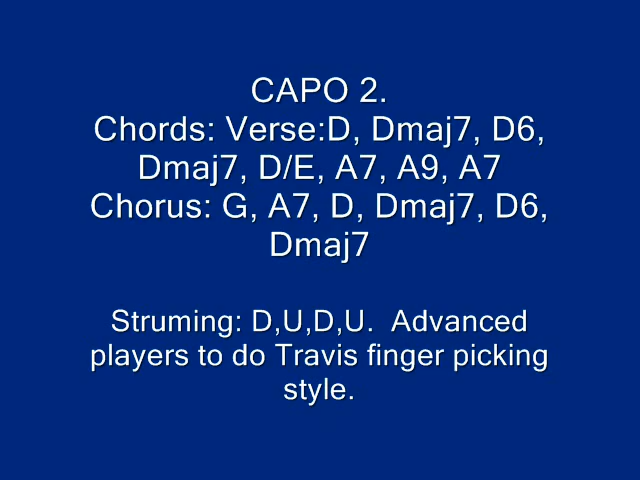 CAPO 2.
Chords: Verse:D, Dmaj7, D6,
Dmaj7, D/E, A7, A9, A7
Chorus: G, A7, D, Dmaj7, D6,
Dmaj7
Struming: D,U,D,U.  Advanced
players to do Travis finger picking
style.